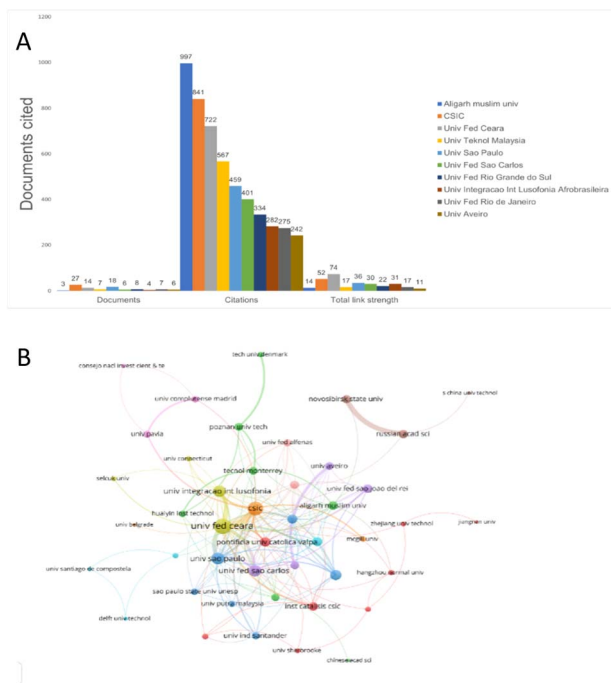 A
Documents cited
1200
1000
800
600
400
200
0
3 27 14 7 18 6 8 4 7 6
997 841 722 567 459 401 334 282 275 242
14 52 74 17 36 30 22 31 17 11
Documents Citations Total link strength
Aligarh muslim univ
CSIC
Univ Fed Ceara
Univ Teknol Malaysia
Univ Sao Paulo
Univ Fed Sao Carlos
Univ Fed Rio Grande do Sul
Univ Integracao Int Lusofonia Afrobrasileira
Univ Fed Rio de Janeiro
Univ Aveiro
B
tech univ denmark
consejo nacl invest cient & te
s china univ technol
univ complutense madrid
novosibirsk state univ
poznan univ tech
univ pavia
russian acad sci
univ fed alfenas
univ connecticut
univ aveiro
tecnol monterrey
selcuk univ
univ fed sao joao del rei
univ integracao int lusofonia
aligarh muslim univ
csic
huaiyin inst technol
univ belgrade
univ fed ceara
zhejiang univ technol
jiangnan univ
pontificia univ catolica valpa
mcgill univ
univ sao paulo
univ santiago de compostela
univ fed sao carlos
hangzhou normal univ
sao paulo state univ unesp
univ putra malaysia
inst catalisis csic
delft univ technol
univ ind santander
univ sherbrooke
chinese acad sci